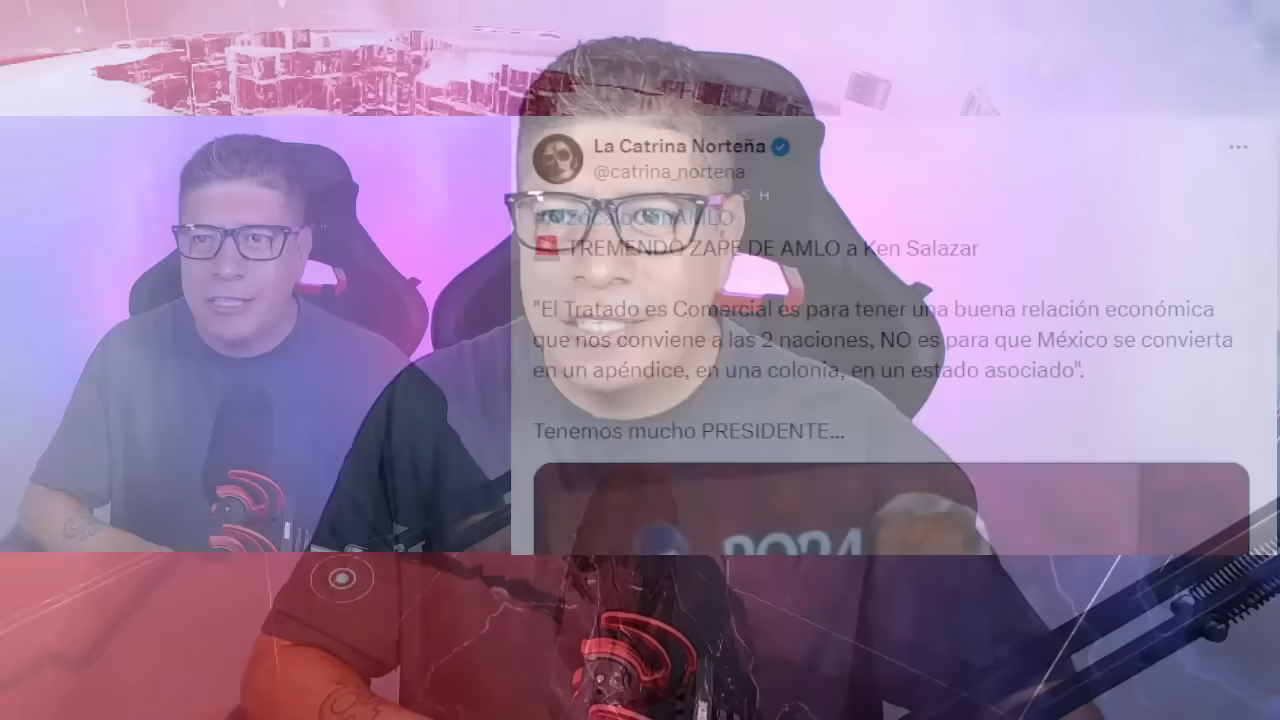 La Catrina Norteña
@catrina_nortena
S H
TREMENDO ZAPE DE AMLO a Ken Salazar
"El Tratado es Comercial es para tener una buena relación económica
que nos conviene a las 2 naciones, NO es para que México se convierta
en un apéndice, en una colonia, en un estado asociado".
Tenemos mucho PRESIDENTE...
2024